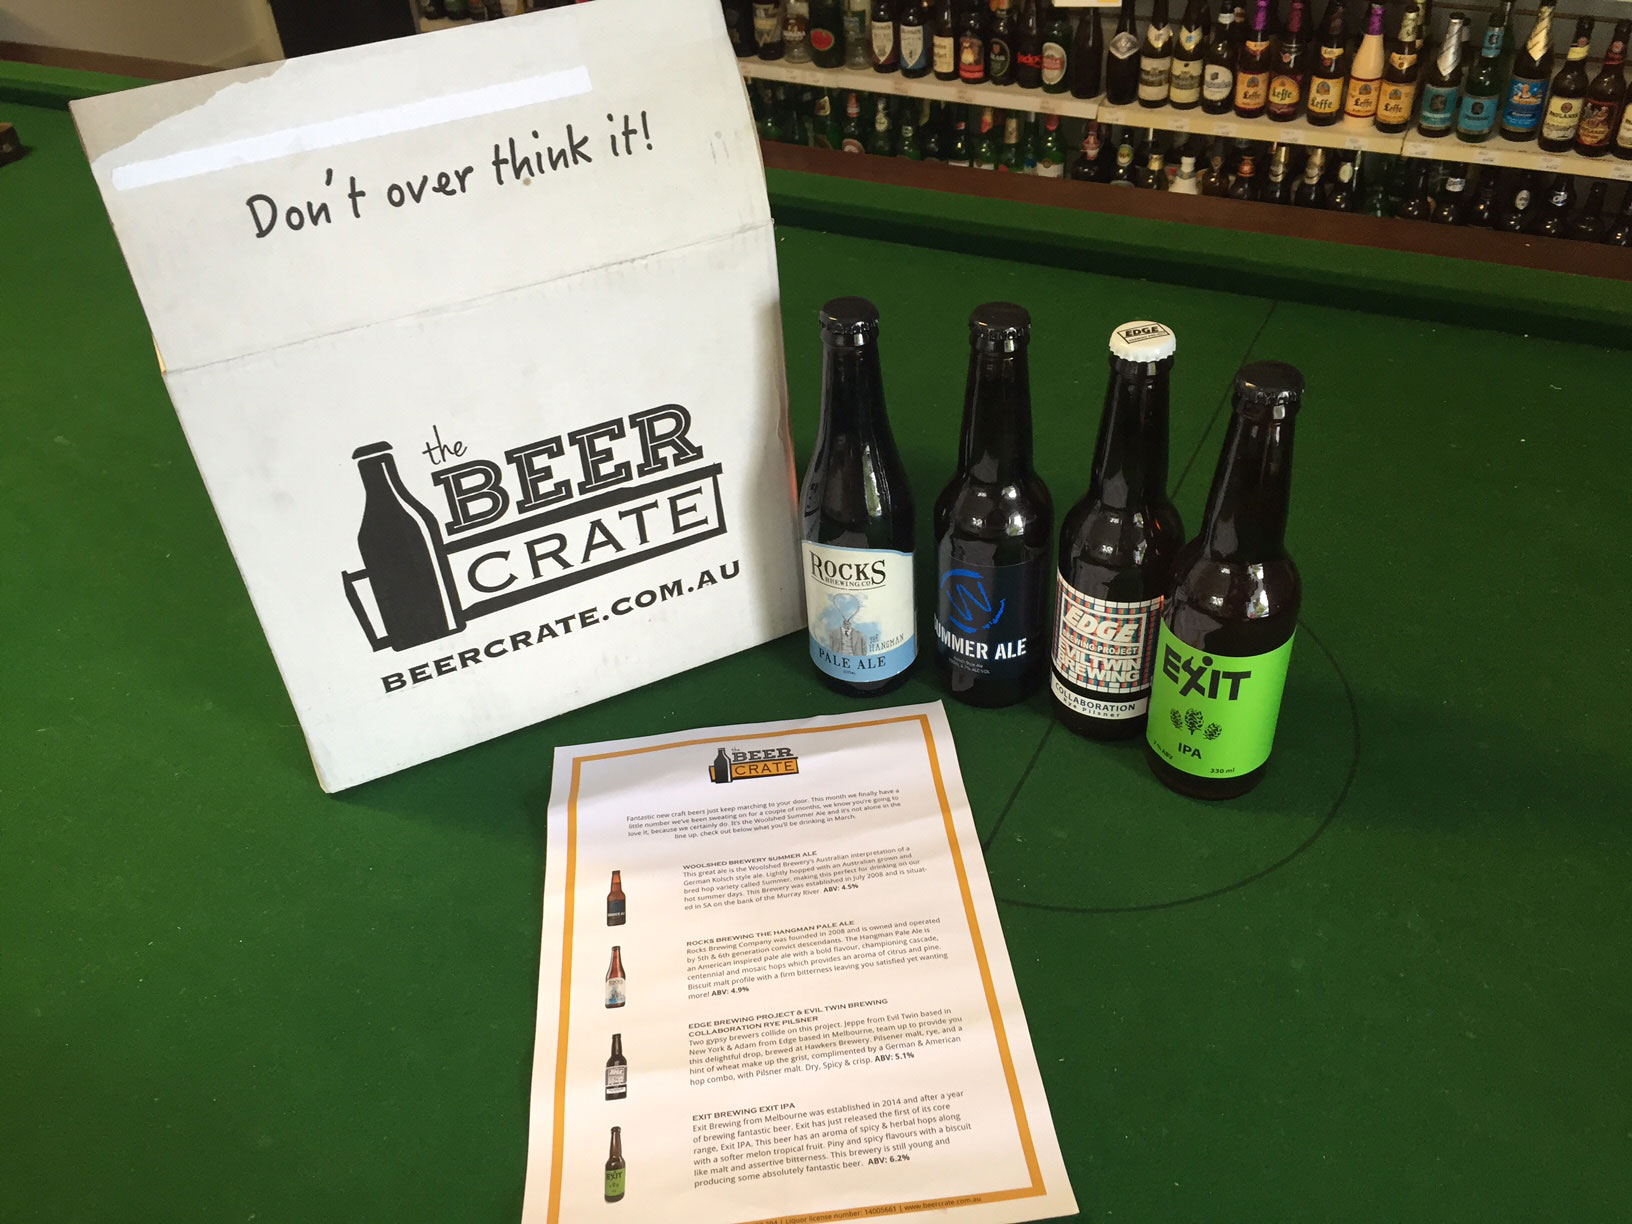 Don't over think it!
the
BEER
CRATE
BEERCRATE.COM.AU
ROCKS
BREWING CO
THE
HANGMAN
PALE ALE
SUMMER ALE
EDGE
EDGE
BREWING PROJECT
EVIL TWIN
BREWING
COLLABORATION
Rye Pilsner
EXIT
IPA
330 ml
Leffe
Leffe
Leffe
Leffe
Leffe
the
BEER
CRATE
Fantastic new craft beers just keep marching to your door. This month we finally have a
little number we've been sweating on for a couple of months, we know you're going to
love it, because we certainly do. It's the Woolshed Summer Ale and it's not alone in the
line up, check out below what you'll be drinking in March.
WOOLSHED BREWERY SUMMER ALE
This great ale is the Woolshed Brewery's Australian interpretation of a
German Kolsch style ale. Lightly hopped with an Australian grown and
bred hop variety called Summer, making this perfect for drinking on our
hot summer days. This Brewery was established in July 2008 and is situat-
ed in SA on the bank of the Murray River. ABV: 4.5%
ROCKS BREWING THE HANGMAN PALE ALE
Rocks Brewing Company was founded in 2008 and is owned and operated
by 5th & 6th generation convict descendants. The Hangman Pale Ale is
an American inspired pale ale with a bold flavour, championing cascade,
centennial and mosaic hops which provides an aroma of citrus and pine.
Biscuit malt profile with a firm bitterness leaving you satisfied yet wanting
more! ABV: 4.9%
EDGE BREWING PROJECT & EVIL TWIN BREWING
COLLABORATION RYE PILSNER
Two gypsy brewers collide on this project. Jeppe from Evil Twin based in
New York & Adam from Edge based in Melbourne, team up to provide you
this delightful drop, brewed at Hawkers Brewery. Pilsener malt, rye, and a
hint of wheat make up the grist, complimented by a German & American
hop combo, with Pilsner malt. Dry, Spicy & crisp. ABV: 5.1%
EXIT BREWING EXIT IPA
Exit Brewing from Melbourne was established in 2014 and after a year
of brewing fantastic beer. Exit has just released the first of its core
range, Exit IPA. This beer has an aroma of spicy & herbal hops along
with a softer melon tropical fruit. Piny and spicy flavours with a biscuit
like malt and assertive bitterness. This brewery is still young and
producing some absolutely fantastic beer. ABV: 6.2%
| Liquor license number: 14005661 | www.beercrate.com.au